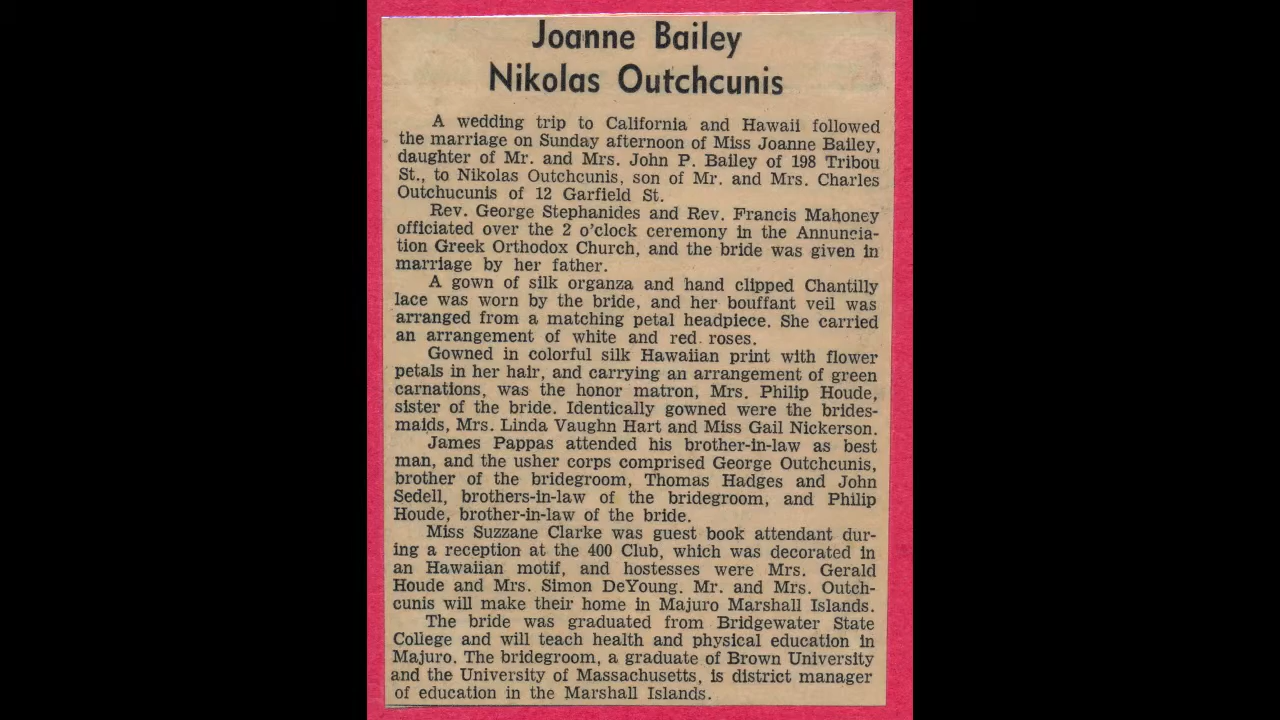 Joanne Bailey
Nikolas Outchcunis
A wedding trip to California and Hawaii followed
the marriage on Sunday afternoon of Miss Joanne Bailey,
daughter of Mr. and Mrs. John P. Bailey of 198 Tribou
St., to Nikolas Outchcunis, son of Mr. and Mrs. Charles
Outchucunis of 12 Garfield St.
Rev. George Stephanides and Rev. Francis Mahoney
officiated over the 2 o'clock ceremony in the Annuncia-
tion Greek Orthodox Church, and the bride was given in
marriage by her father.
A gown of silk organza and hand clipped Chantilly
lace was worn by the bride, and her bouffant veil was
arranged from a matching petal headpiece. She carried
an arrangement of white and red roses.
Gowned in colorful silk Hawaiian print with flower
petals in her hair, and carrying an arrangement of green
carnations, was the honor matron, Mrs. Philip Houde,
sister of the bride. Identically gowned were the brides-
maids, Mrs. Linda Vaughn Hart and Miss Gail Nickerson.
James Pappas attended his brother-in-law as best
man, and the usher corps comprised George Outchcunis,
brother of the bridegroom, Thomas Hadges and John
Sedell, brothers-in-law of the bridegroom, and Philip
Houde, brother-in-law of the bride.
Miss Suzzane Clarke was guest book attendant dur-
ing a reception at the 400 Club, which was decorated in
an Hawaiian motif, and hostesses were Mrs. Gerald
Houde and Mrs. Simon DeYoung. Mr. and Mrs. Outch-
cunis will make their home in Majuro Marshall Islands.
The bride was graduated from Bridgewater State
College and will teach health and physical education in
Majuro. The bridegroom, a graduate of Brown University
and the University of Massachusetts, is district manager
of education in the Marshall Islands.